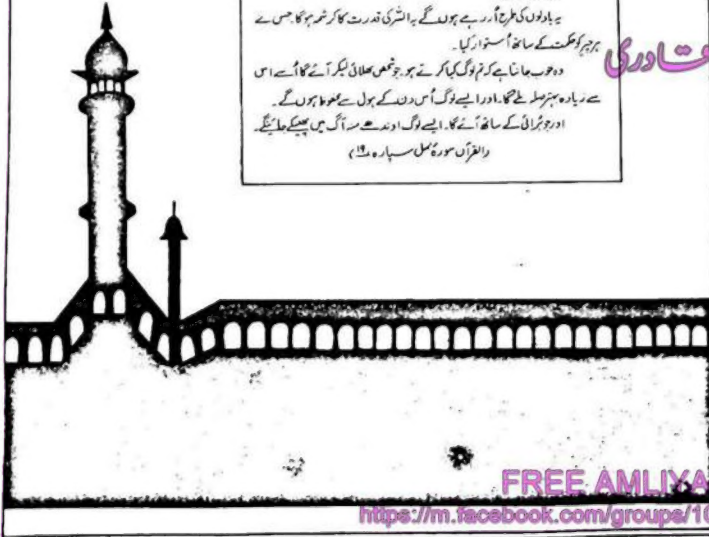 یہ بادلوں کی طرح اُڑ رہے ہوں گے یہ اللہ کی قدرت کا کرشمہ ہوگا جس نے
ہر چیز کو حکمت کے ساتھ اُستوار کیا۔
وہ خوب جانتا ہے کہ تم لوگ کیا کرتے ہو۔ جو شخص بھلائی لیکر آئے گا اُسے اس
سے زیادہ بہتر صلہ ملے گا۔ اور ایسے لوگ اُس دن کے ہول سے محفوظ ہوں گے۔
اور جو بُرائی کے ساتھ آئے گا۔ ایسے لوگ اوندھے منہ آگ میں پھینکے جائینگے۔
(القرآن سورۂ نمل سپارہ ۱۹)
قادری
FREE AMLIYA
https://m.facebook.com/groups/10